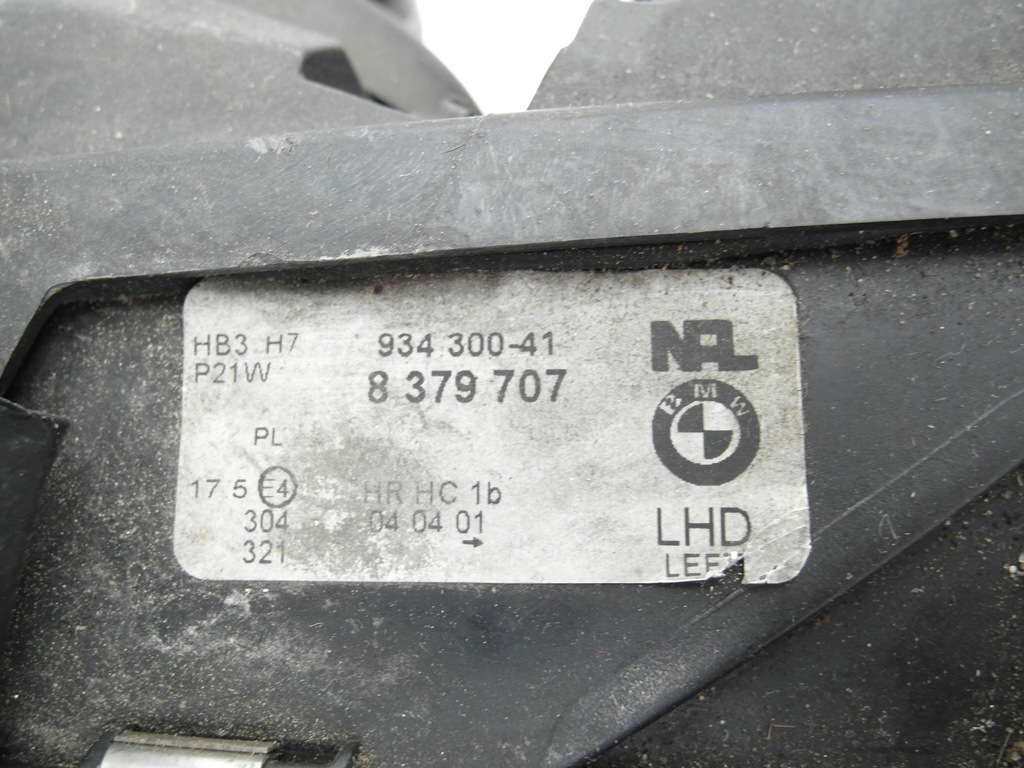 HB3 H7 934 300-41 NAL
P21W 8 379 707
BMW
PL
17.5 E4 HR HC 1b
304 04 04 01 LHD
321 → LEFT